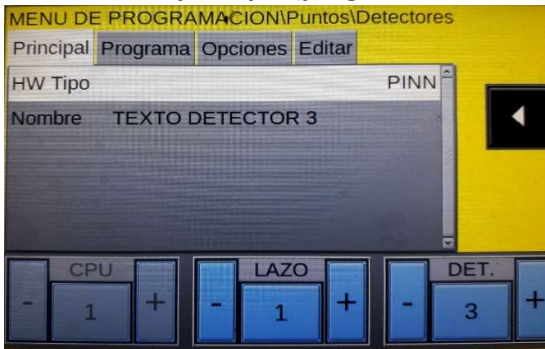 MENU DE PROGRAMACION\Puntos\Detectores
Principal Programa Opciones Editar
HW Tipo PINN
Nombre TEXTO DETECTOR 3
CPU LAZO DET.
- 1 + - 1 + - 3 +